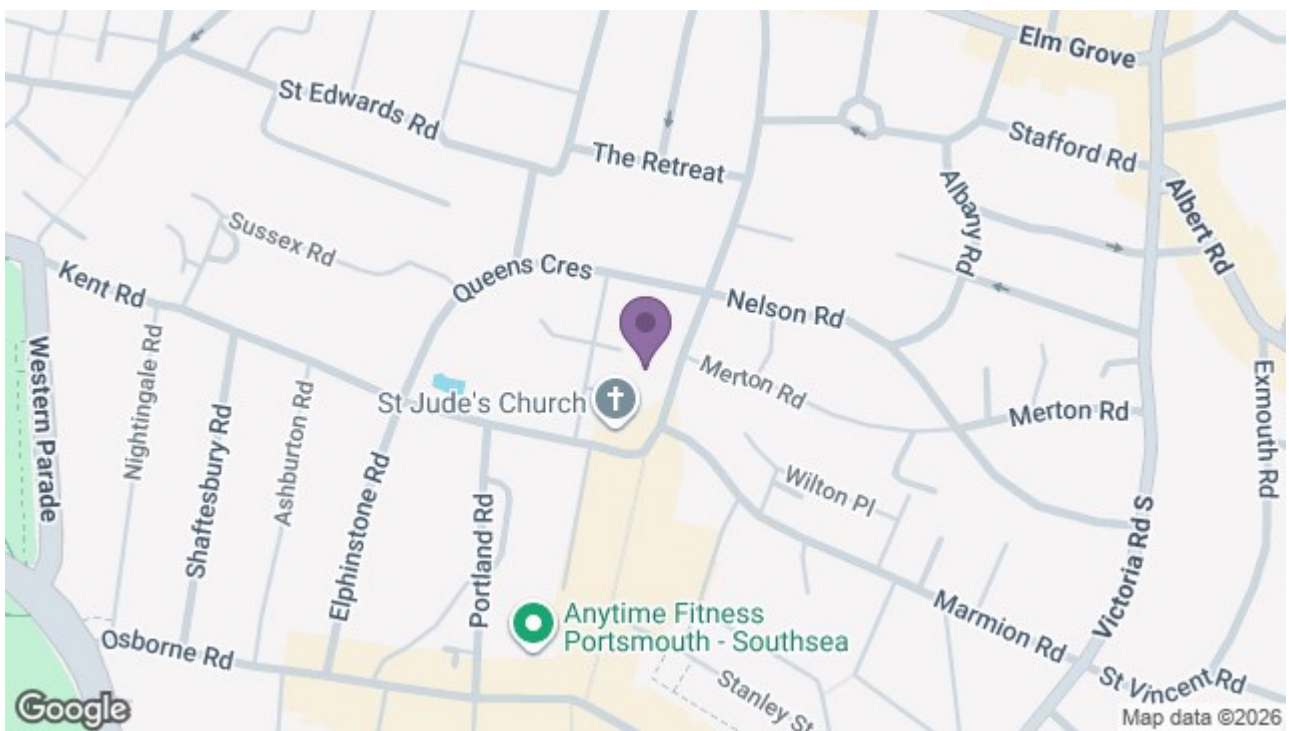 Elm Grove
St Edwards Rd
Stafford Rd
The Retreat
Albany Rd
Albert Rd
Sussex Rd
Queens Cres
Kent Rd
Nelson Rd
Western Parade
Nightingale Rd
Shaftesbury Rd
Ashburton Rd
Elphinstone Rd
St Jude's Church
Merton Rd
Merton Rd
Exmouth Rd
Portland Rd
Wilton Pl
Victoria Rd S
Anytime Fitness
Portsmouth - Southsea
Marmion Rd
Osborne Rd
Stanley St
St Vincent Rd
Google
Map data ©2026